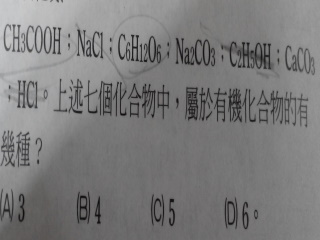 CH3COOH；NaCl；C6H12O6；Na2CO3；C2H5OH；CaCO3
；HCl。上述七個化合物中，屬於有機化合物的有
幾種？
(A) 3 (B) 4 (C) 5 (D) 6。